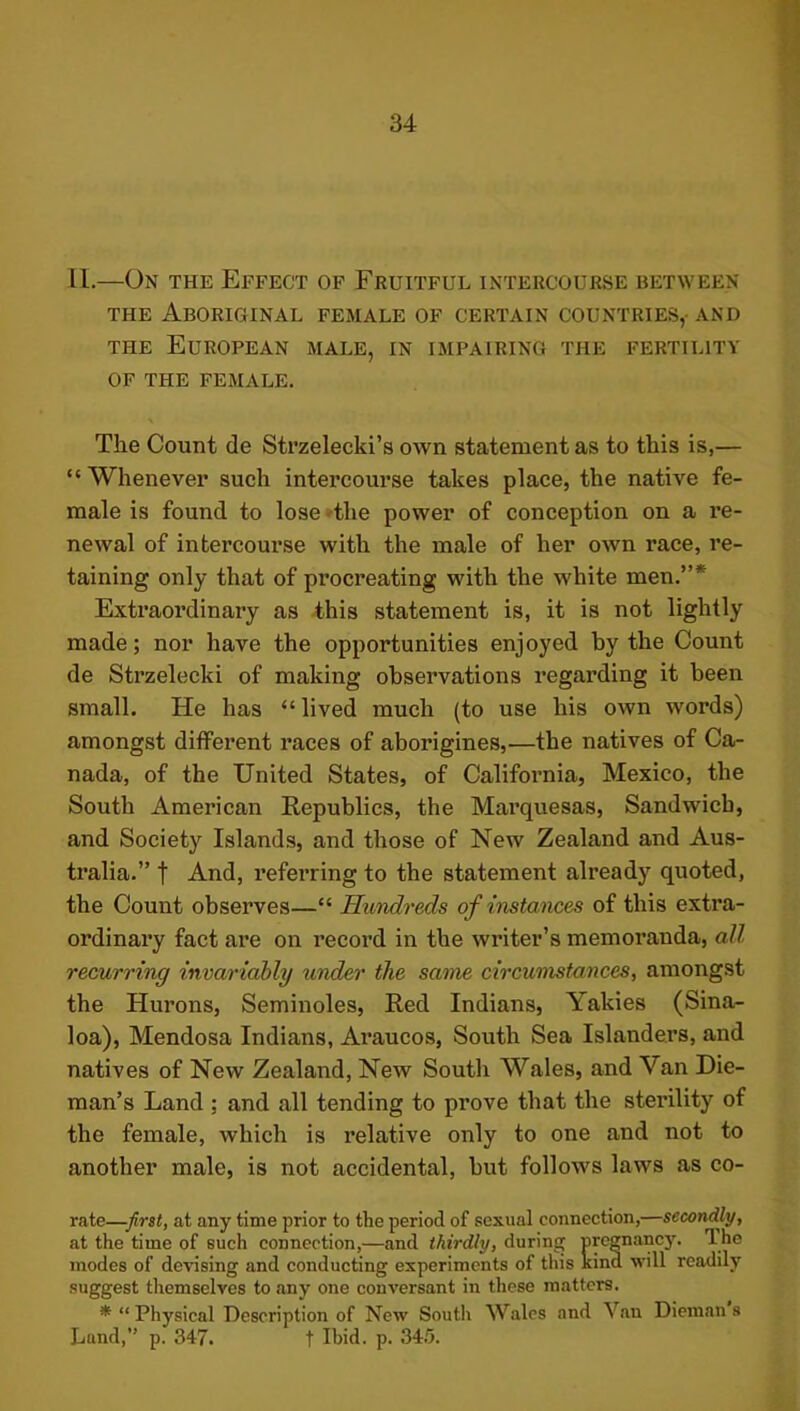 34
II.—On the Effect of Fruitful intercourse between
the Aboriginal female of certain countries, and
the European male, in impairing the fertility
of the female.
The Count de Strzelecki’s own statement as to this is,—
“Whenever such intercourse takes place, the native fe-
male is found to lose the power of conception on a re-
newal of intercourse with the male of her own race, re-
taining only that of procreating with the white men.”*
Extraordinary as this statement is, it is not lightly
made; nor have the opportunities enjoyed by the Count
de Strzelecki of making observations regarding it been
small. He has “lived much (to use his own words)
amongst different races of aborigines,—the natives of Ca-
nada, of the United States, of California, Mexico, the
South American Republics, the Marquesas, Sandwich,
and Society Islands, and those of New Zealand and Aus-
tralia.” † And, referring to the statement already quoted,
the Count observes—“ Hundreds of instances of this extra-
ordinary fact are on record in the writer’s memoranda, all
recurring invariably under the same circumstances, amongst
the Hurons, Seminoles, Red Indians, Yakies (Sina-
loa), Mendosa Indians, Araucos, South Sea Islanders, and
natives of New Zealand, New South Wales, and Van Die-
man’s Land ; and all tending to prove that the sterility of
the female, which is relative only to one and not to
another male, is not accidental, but follows laws as co-
rate—first, at any time prior to the period of sexual connection,—secondly,
at the time of such connection,—and thirdly, during pregnancy. The
modes of devising and conducting experiments of this kind will readily
suggest themselves to any one conversant in these matters.
* “ Physical Description of New South Wales and Van Dieman’s
Land,” p. 347. † Ibid. p. 345.